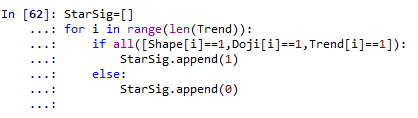 In [62]: StarSig=[]
    ...: for i in range(len(Trend)):
    ...:     if all([Shape[i]==1,Doji[i]==1,Trend[i]==1]):
    ...:         StarSig.append(1)
    ...:     else:
    ...:         StarSig.append(0)
    ...: